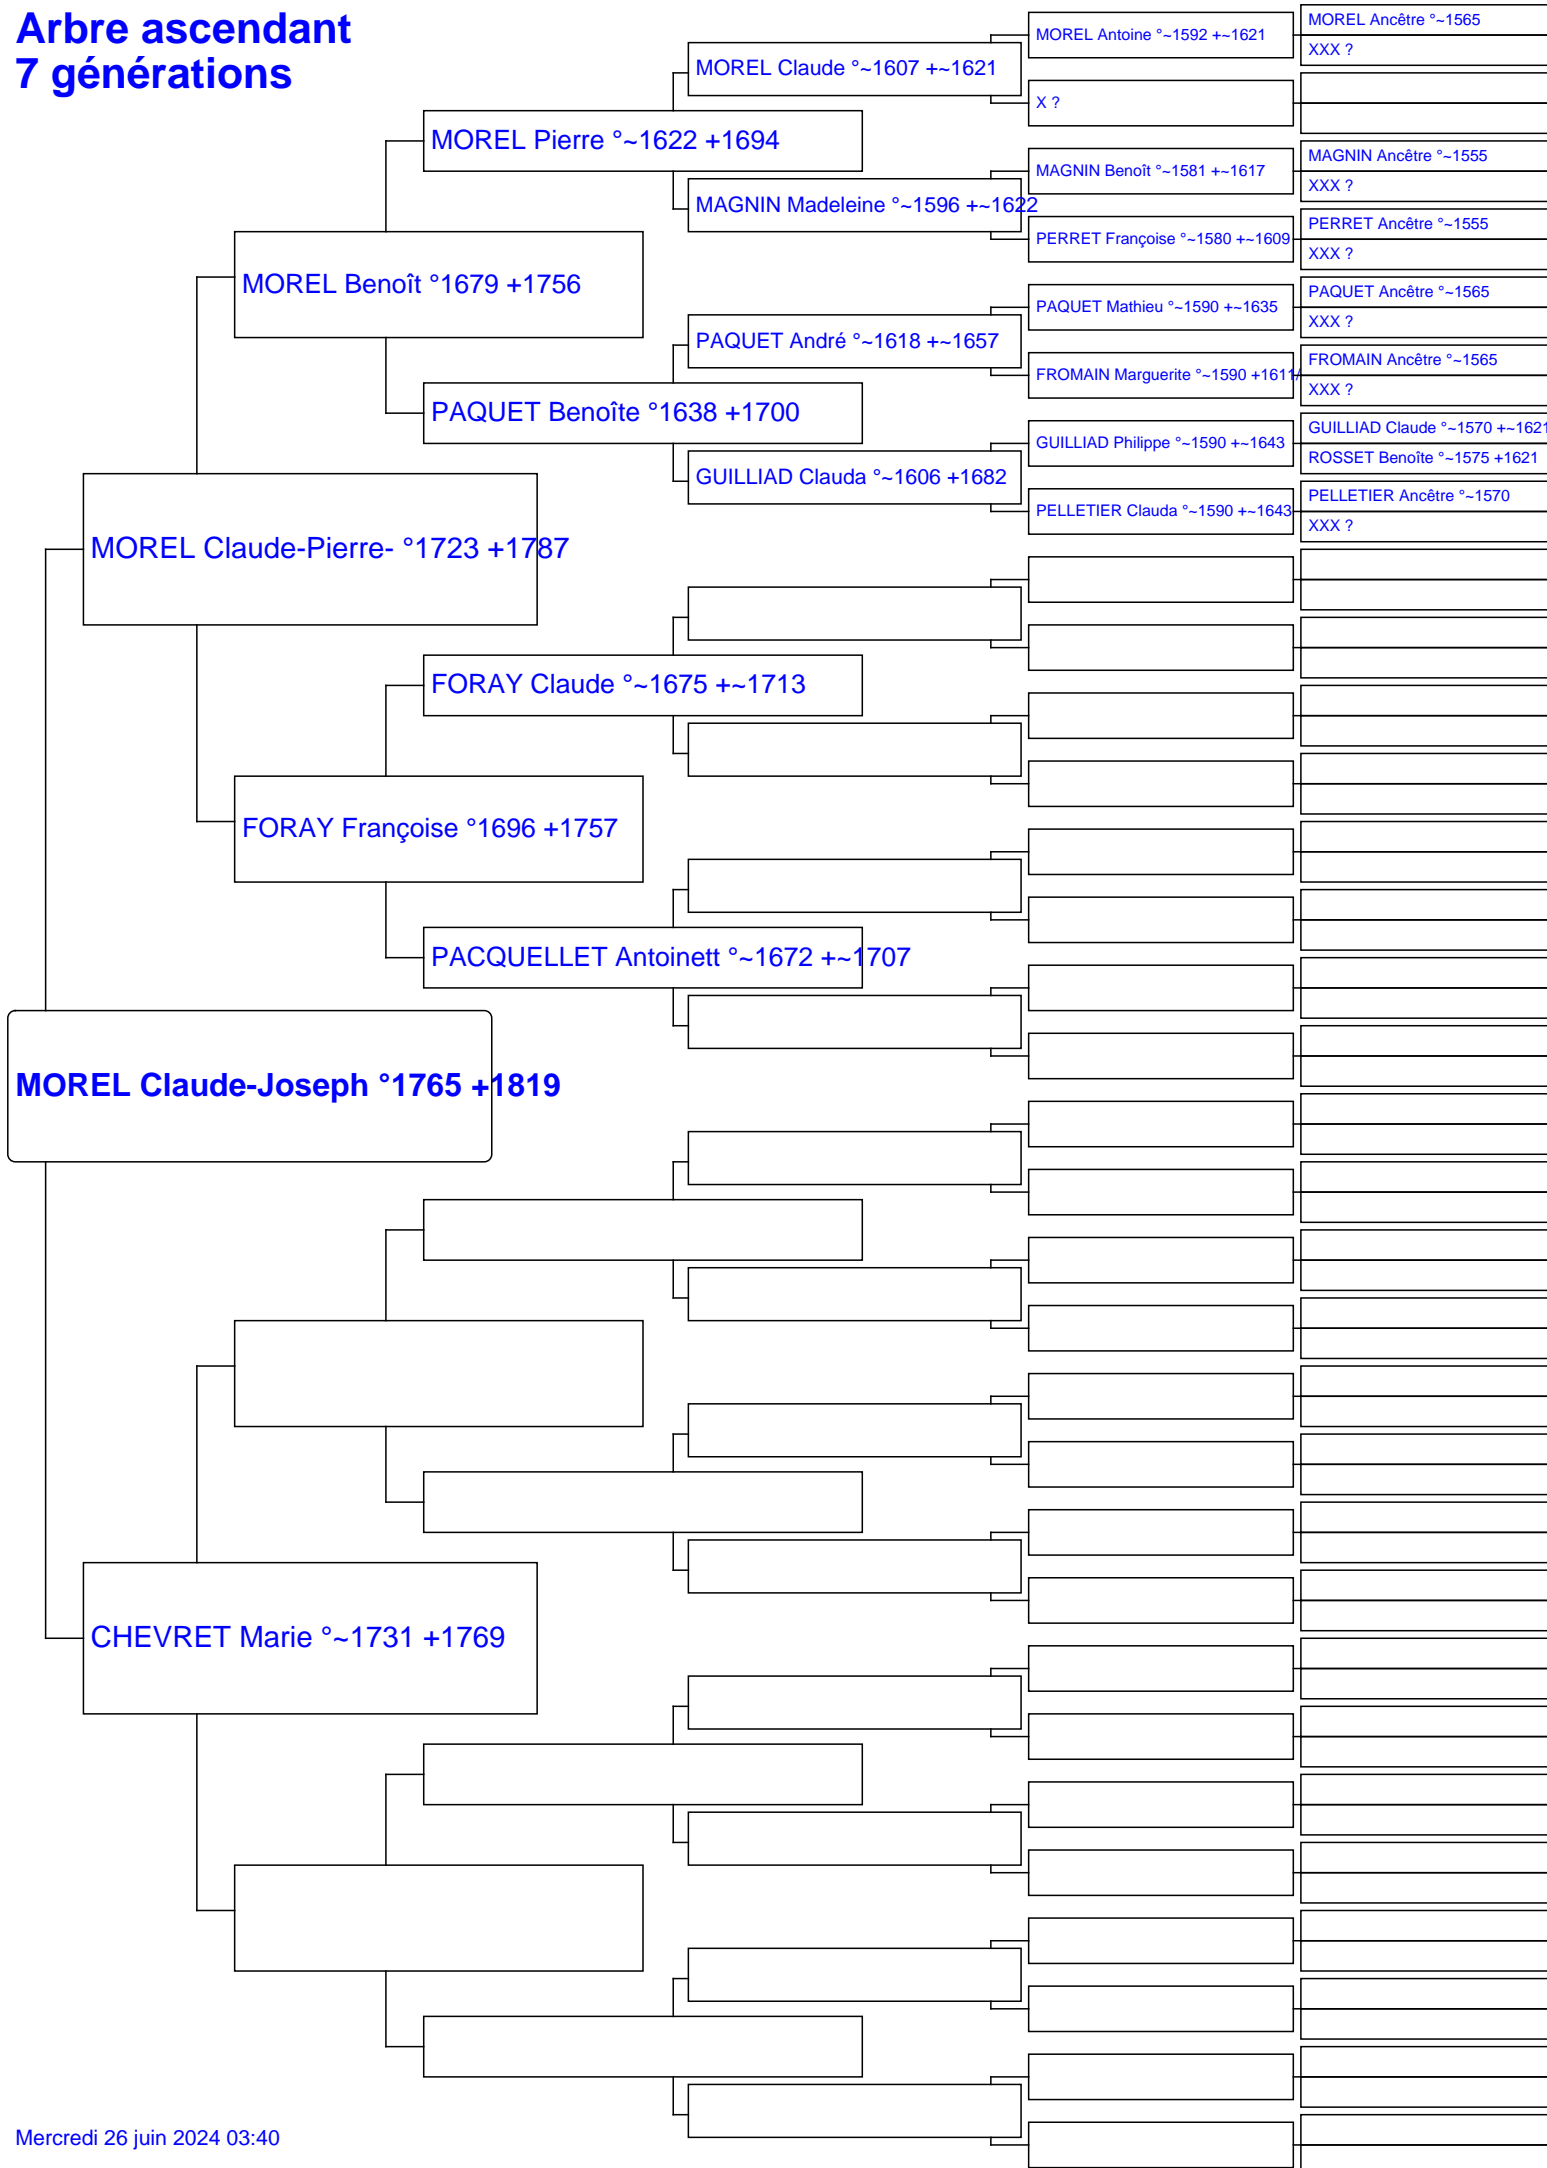 Arbre ascendant
7 générations
MOREL Antoine °~1592 +~1621
MOREL Ancêtre °~1565
XXX ?
MOREL Claude °~1607 +~1621
X ?
MOREL Pierre °~1622 +1694
MAGNIN Benoît °~1581 +~1617
MAGNIN Ancêtre °~1555
XXX ?
MAGNIN Madeleine °~1596 +~1622
PERRET Françoise °~1580 +~1609
PERRET Ancêtre °~1555
XXX ?
MOREL Benoît °1679 +1756
PAQUET Mathieu °~1590 +~1635
PAQUET Ancêtre °~1565
XXX ?
PAQUET André °~1618 +~1657
FROMAIN Marguerite °~1590 +1611/
FROMAIN Ancêtre °~1565
XXX ?
PAQUET Benoîte °1638 +1700
GUILLIAD Philippe °~1590 +~1643
GUILLIAD Claude °~1570 +~1621
ROSSET Benoîte °~1575 +1621
GUILLIAD Clauda °~1606 +1682
PELLETIER Clauda °~1590 +~1643
PELLETIER Ancêtre °~1570
XXX ?
MOREL Claude-Pierre- °1723 +1787
FORAY Claude °~1675 +~1713
FORAY Françoise °1696 +1757
PACQUELLET Antoinett °~1672 +~1707
MOREL Claude-Joseph °1765 +1819
CHEVRET Marie °~1731 +1769
Mercredi 26 juin 2024 03:40